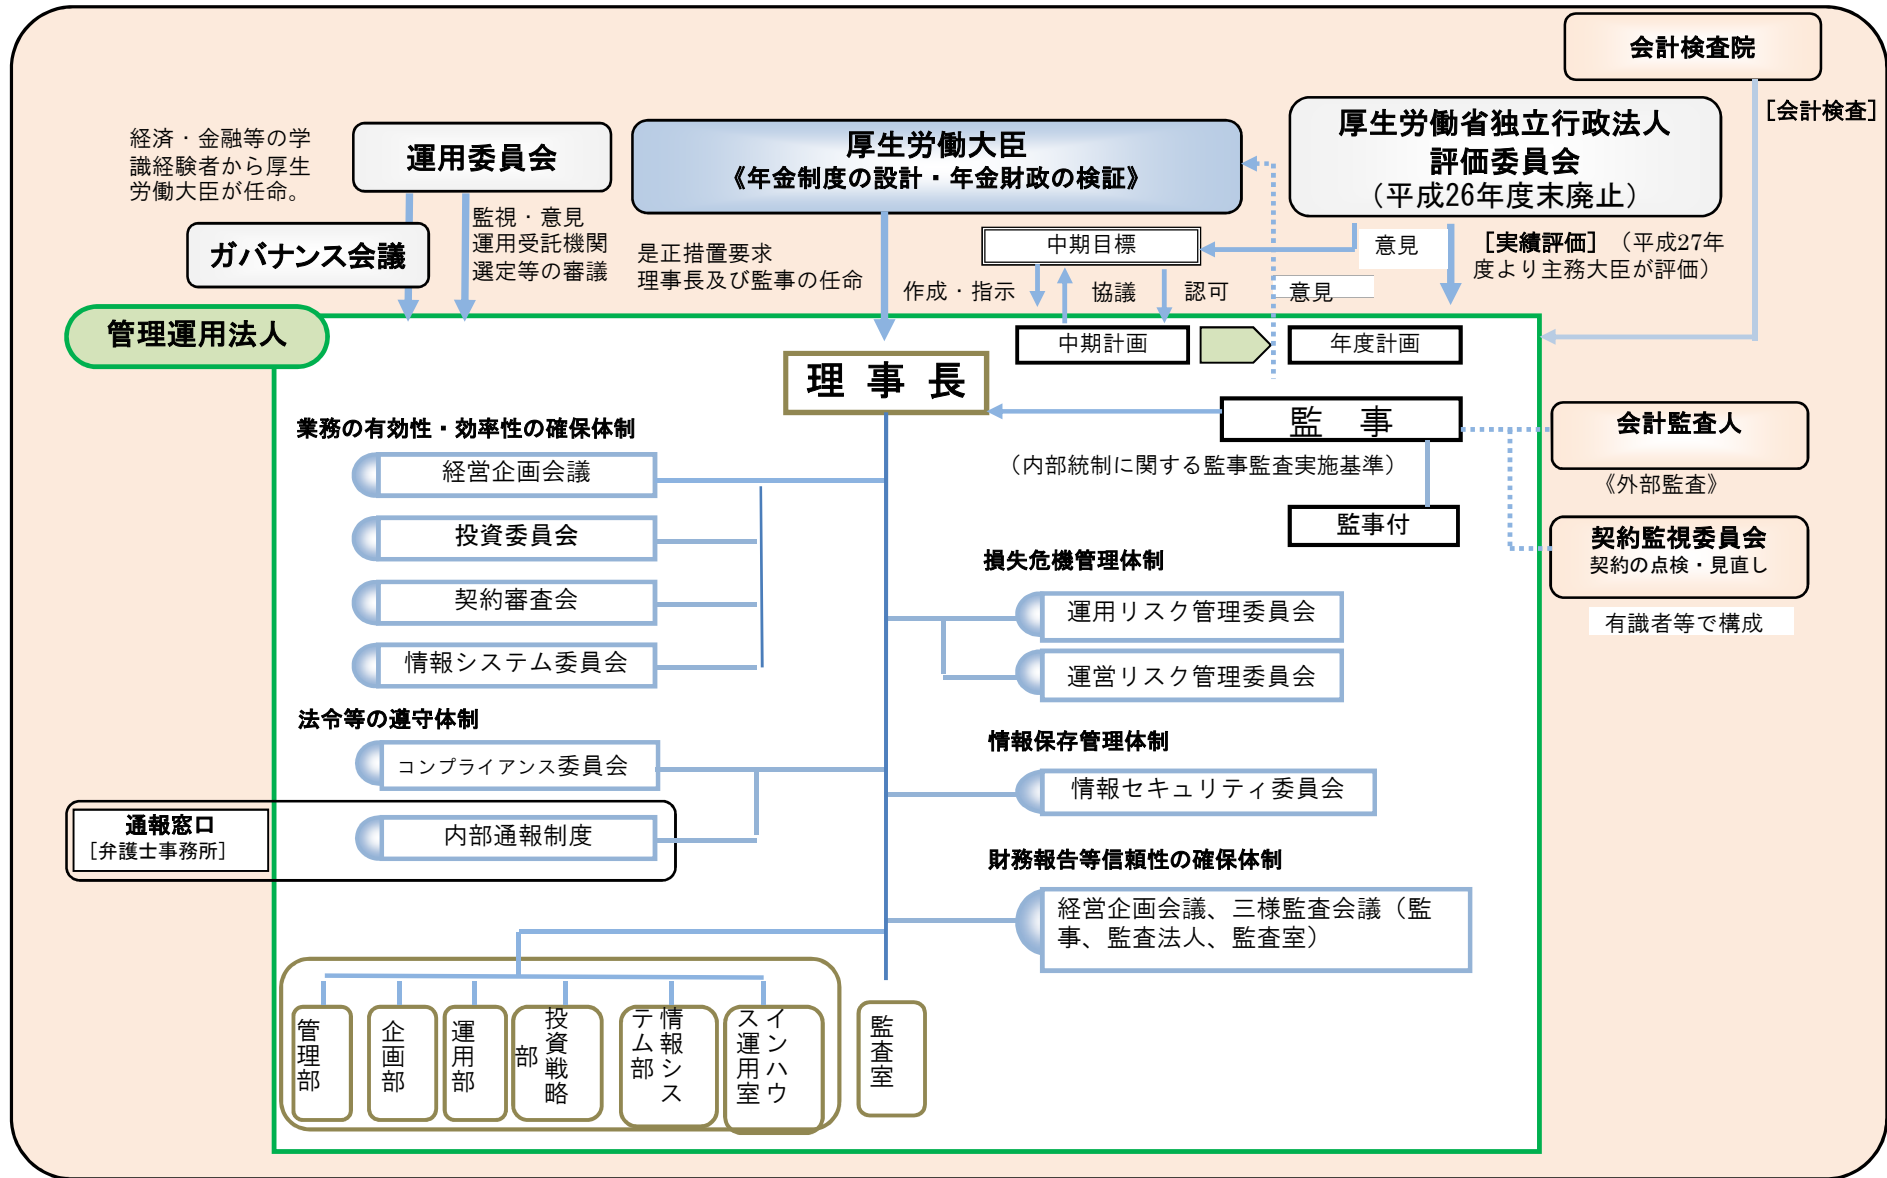 会計検査院
［会計検査］
経済・金融等の学
識経験者から厚生
労働大臣が任命。
運用委員会
厚生労働大臣
《年金制度の設計・年金財政の検証》
厚生労働省独立行政法人
評価委員会
（平成26年度末廃止）
ガバナンス会議
監視・意見
運用受託機関
選定等の審議
是正措置要求
理事長及び監事の任命
中期目標
意見
［実績評価］（平成27年
度より主務大臣が評価）
作成・指示
協議
認可
意見
管理運用法人
中期計画
年度計画
理事長
監　事
（内部統制に関する監事監査実施基準）
監事付
会計監査人
《外部監査》
契約監視委員会
契約の点検・見直し
有識者等で構成
業務の有効性・効率性の確保体制
経営企画会議
投資委員会
契約審査会
情報システム委員会
法令等の遵守体制
コンプライアンス委員会
通報窓口
［弁護士事務所］
内部通報制度
損失危機管理体制
運用リスク管理委員会
運営リスク管理委員会
情報保存管理体制
情報セキュリティ委員会
財務報告等信頼性の確保体制
経営企画会議、三様監査会議（監
事、監査法人、監査室）
管理部
企画部
運用部
投資戦略
部
情報シス
テム部
インハウ
ス運用室
監査室